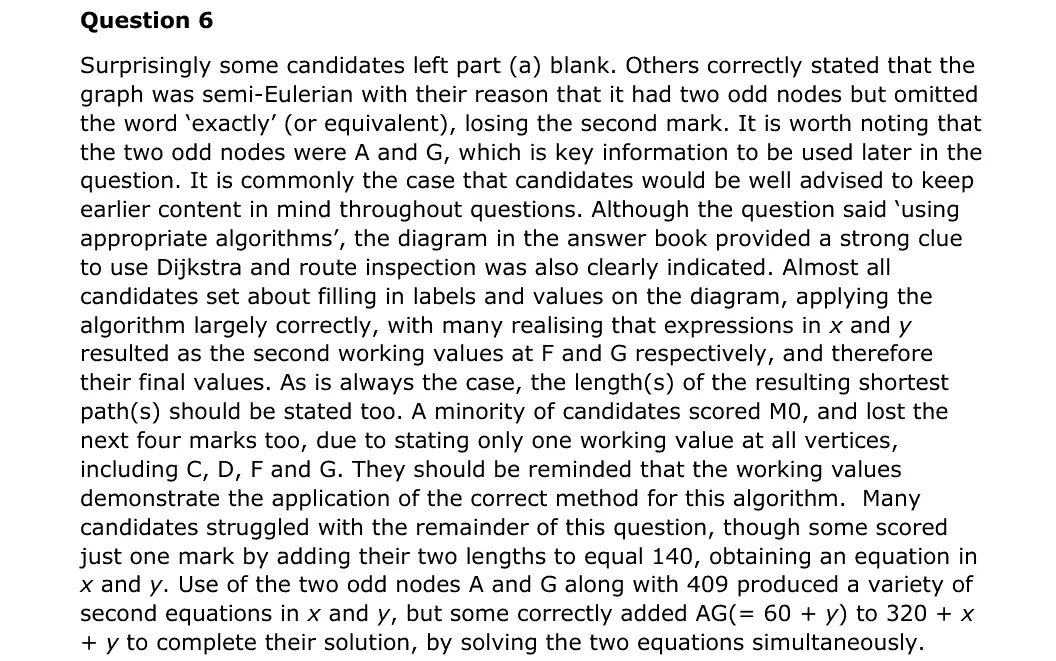 Question 6
Surprisingly some candidates left part (a) blank. Others correctly stated that the
graph was semi-Eulerian with their reason that it had two odd nodes but omitted
the word ‘exactly’ (or equivalent), losing the second mark. It is worth noting that
the two odd nodes were A and G, which is key information to be used later in the
question. It is commonly the case that candidates would be well advised to keep
earlier content in mind throughout questions. Although the question said ‘using
appropriate algorithms’, the diagram in the answer book provided a strong clue
to use Dijkstra and route inspection was also clearly indicated. Almost all
candidates set about filling in labels and values on the diagram, applying the
algorithm largely correctly, with many realising that expressions in x and y
resulted as the second working values at F and G respectively, and therefore
their final values. As is always the case, the length(s) of the resulting shortest
path(s) should be stated too. A minority of candidates scored M0, and lost the
next four marks too, due to stating only one working value at all vertices,
including C, D, F and G. They should be reminded that the working values
demonstrate the application of the correct method for this algorithm.  Many
candidates struggled with the remainder of this question, though some scored
just one mark by adding their two lengths to equal 140, obtaining an equation in
x and y. Use of the two odd nodes A and G along with 409 produced a variety of
second equations in x and y, but some correctly added AG(= 60 + y) to 320 + x
+ y to complete their solution, by solving the two equations simultaneously.